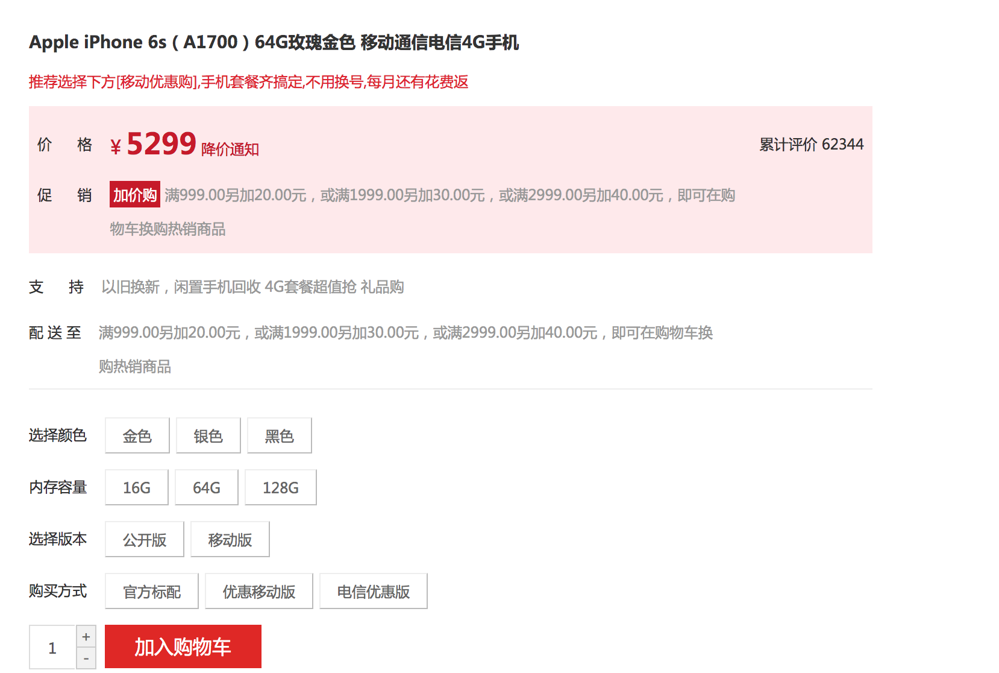 Apple iPhone 6s（A1700）64G玫瑰金色 移动通信电信4G手机
推荐选择下方[移动优惠购],手机套餐齐搞定,不用换号,每月还有花费返
价 格 ¥ 5299 降价通知 累计评价 62344
促 销 加价购 满999.00另加20.00元，或满1999.00另加30.00元，或满2999.00另加40.00元，即可在购
物车换购热销商品
支 持 以旧换新，闲置手机回收 4G套餐超值抢 礼品购
配 送 至 满999.00另加20.00元，或满1999.00另加30.00元，或满2999.00另加40.00元，即可在购物车换
购热销商品
选择颜色 金色 银色 黑色
内存容量 16G 64G 128G
选择版本 公开版 移动版
购买方式 官方标配 优惠移动版 电信优惠版
1 + - 加入购物车